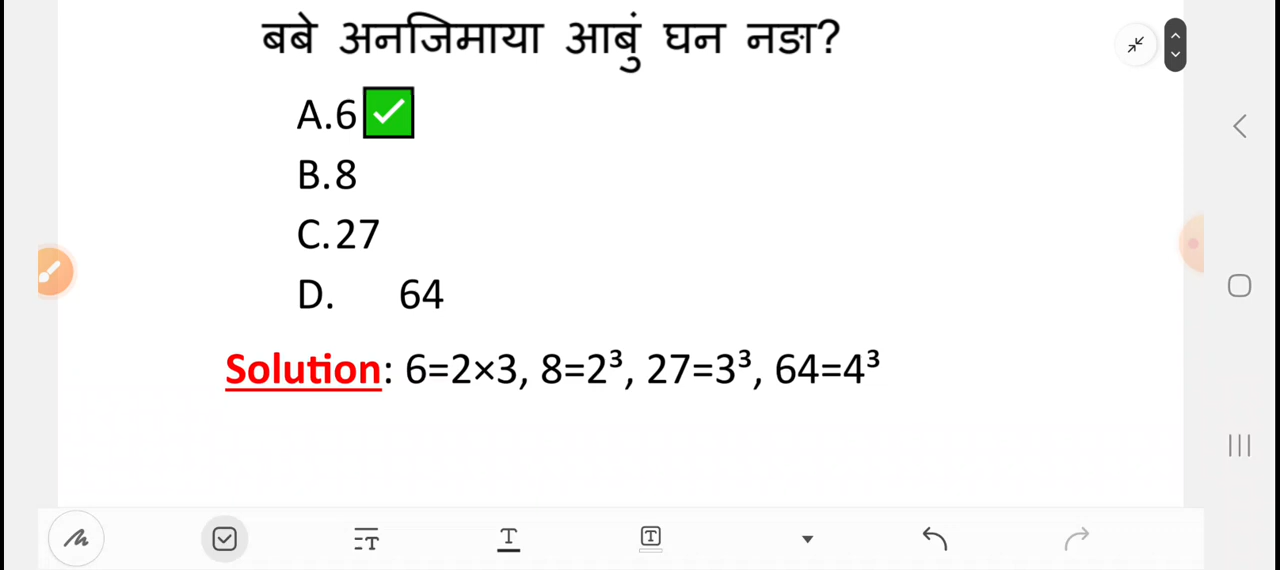 बबे अनजिमाया आबुं घन नङा?
A.6
B.8
C.27
D. 64
Solution: 6=2×3, 8=2³, 27=3³, 64=4³